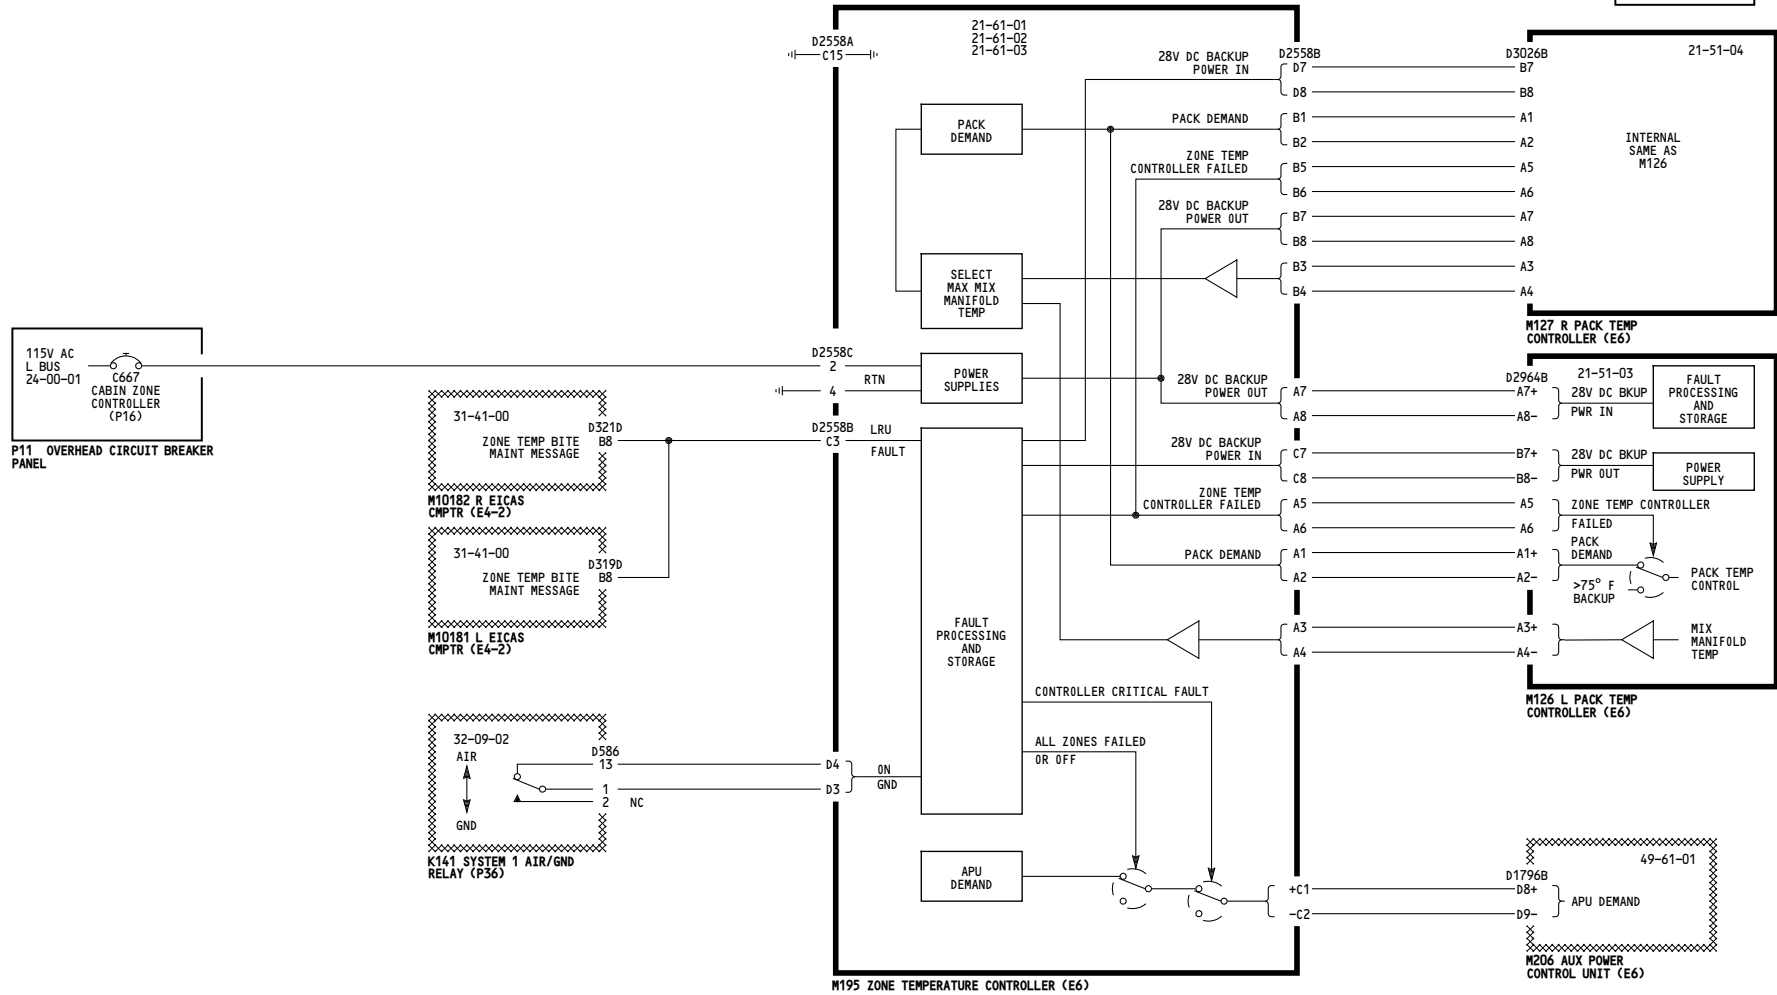 21-61-01
21-61-02
21-61-03
D2558A
C15
28V DC BACKUP
POWER IN
D2558B
D7
D8
D3026B
B7
B8
21-51-04
PACK
DEMAND
PACK DEMAND
B1
B2
A1
A2
INTERNAL
SAME AS
M126
ZONE TEMP
CONTROLLER FAILED
B5
B6
A5
A6
28V DC BACKUP
POWER OUT
B7
B8
A7
A8
SELECT
MAX MIX
MANIFOLD
TEMP
B3
B4
A3
A4
M127 R PACK TEMP
CONTROLLER (E6)
115V AC
L BUS
24-00-01
C667
CABIN ZONE
CONTROLLER
(P16)
P11 OVERHEAD CIRCUIT BREAKER
PANEL
D2558C
2
RTN
4
POWER
SUPPLIES
28V DC BACKUP
POWER OUT
A7
A8
D2964B
A7+
A8-
21-51-03
28V DC BKUP
PWR IN
FAULT
PROCESSING
AND
STORAGE
31-41-00
D321D
B8
ZONE TEMP BITE
MAINT MESSAGE
M10182 R EICAS
CMPTR (E4-2)
D2558B
C3
LRU
FAULT
28V DC BACKUP
POWER IN
C7
C8
B7+
B8-
28V DC BKUP
PWR OUT
POWER
SUPPLY
ZONE TEMP
CONTROLLER FAILED
A5
A6
A5
A6
ZONE TEMP CONTROLLER
FAILED
31-41-00
D319D
B8
ZONE TEMP BITE
MAINT MESSAGE
M10181 L EICAS
CMPTR (E4-2)
PACK DEMAND
A1
A2
A1+
A2-
PACK
DEMAND
>75° F
BACKUP
PACK TEMP
CONTROL
FAULT
PROCESSING
AND
STORAGE
A3
A4
A3+
A4-
MIX
MANIFOLD
TEMP
M126 L PACK TEMP
CONTROLLER (E6)
CONTROLLER CRITICAL FAULT
ALL ZONES FAILED
OR OFF
32-09-02
AIR
GND
D586
13
1
2
NC
K141 SYSTEM 1 AIR/GND
RELAY (P36)
D4
D3
ON
GND
APU
DEMAND
+C1
-C2
D1796B
D8+
D9-
49-61-01
APU DEMAND
M206 AUX POWER
CONTROL UNIT (E6)
M195 ZONE TEMPERATURE CONTROLLER (E6)